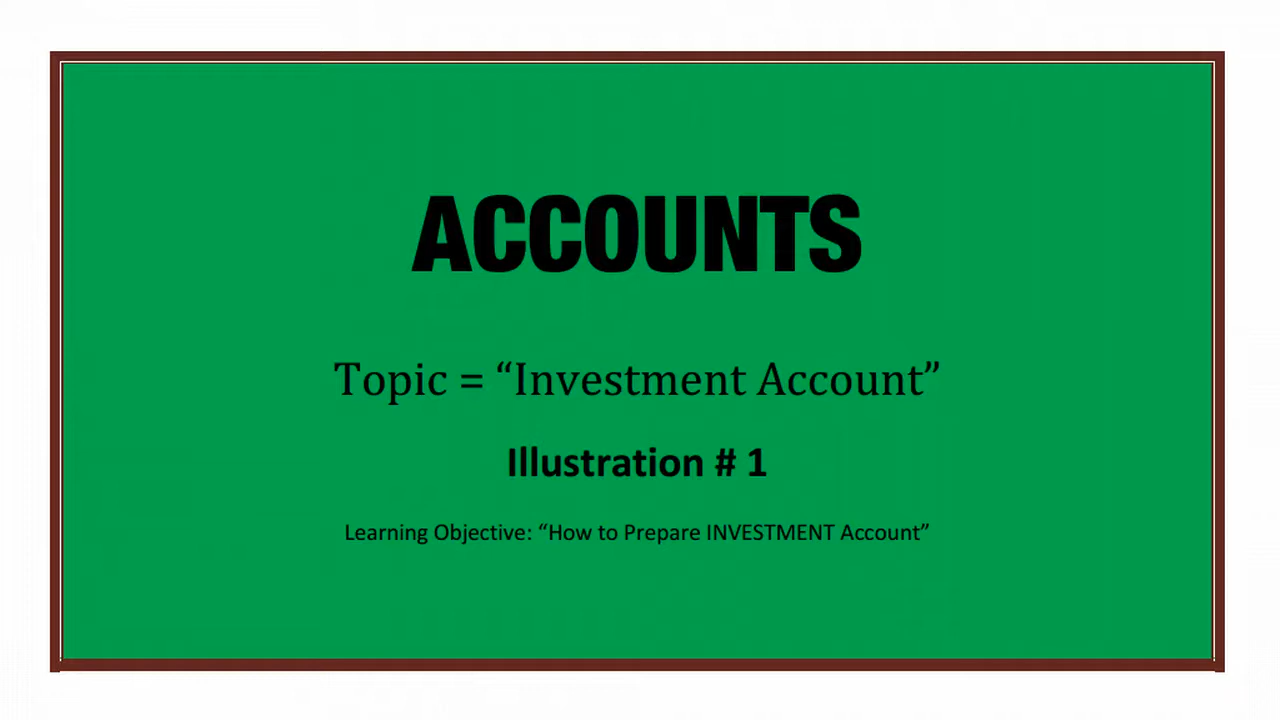 ACCOUNTS
Topic = “Investment Account”
Illustration # 1
Learning Objective: “How to Prepare INVESTMENT Account”